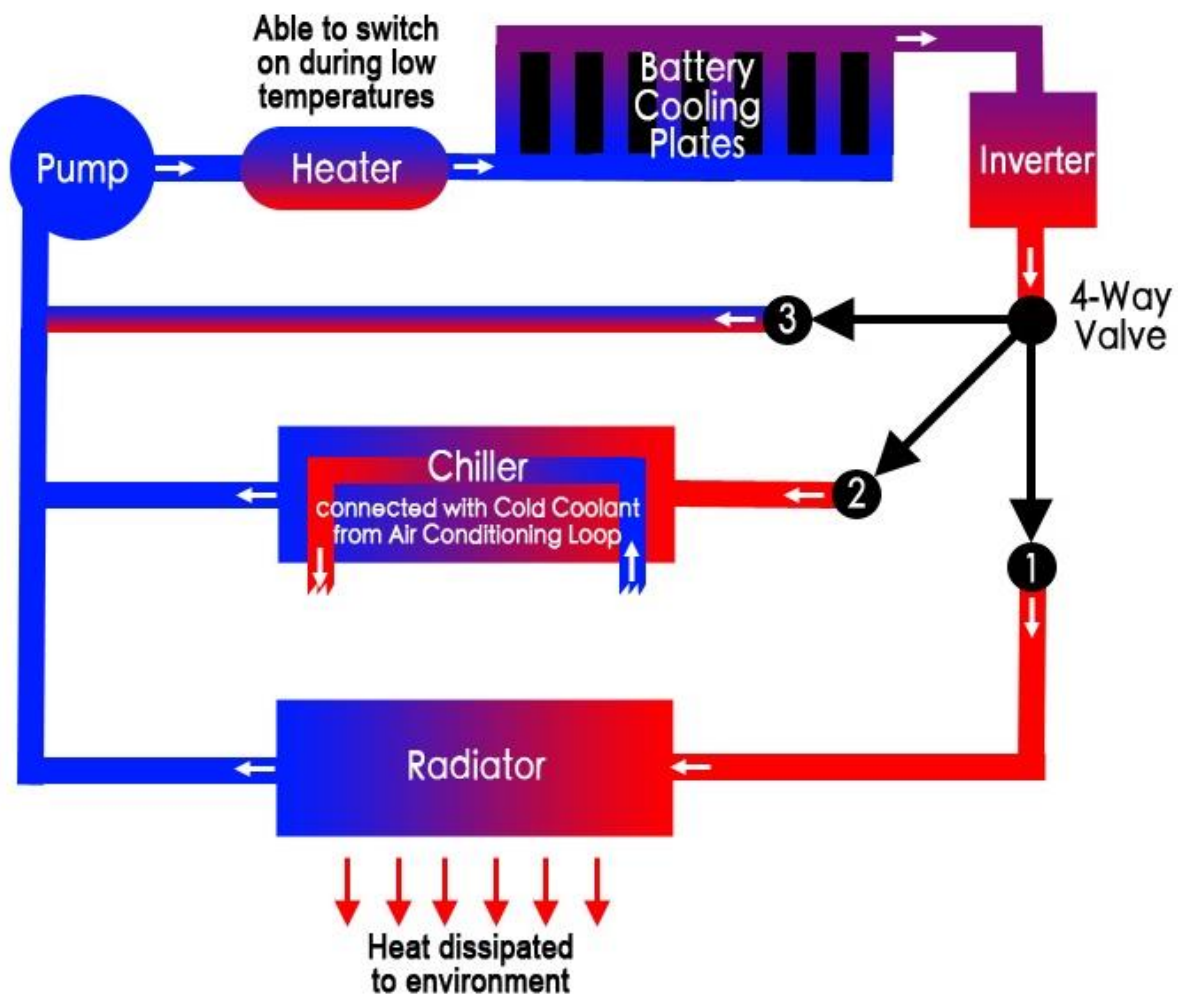 Able to switch
on during low
temperatures
Pump
Heater
Battery
Cooling
Plates
Inverter
4-Way
Valve
3
Chiller
connected with Cold Coolant
from Air Conditioning Loop
2
1
Radiator
Heat dissipated
to environment